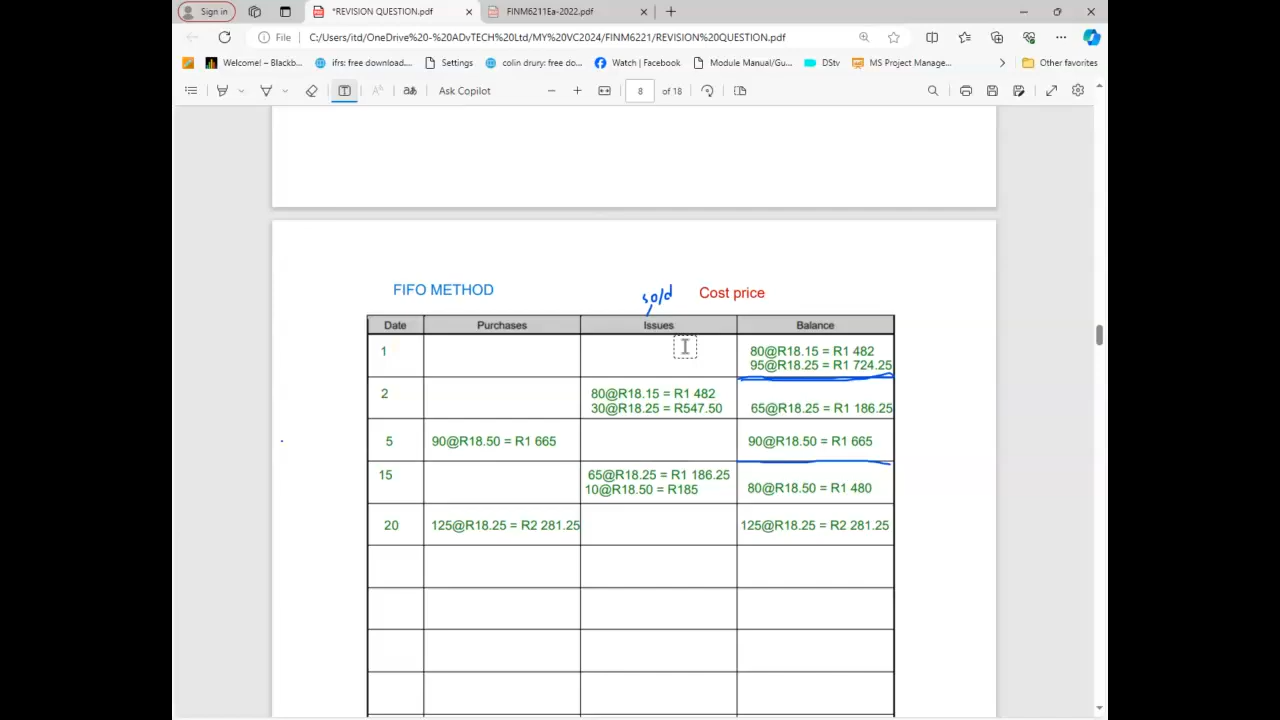 Sign in
*REVISION QUESTION.pdf
FINM6211Ea-2022.pdf
File
C:/Users/itd/OneDrive%20-%20ADvTECH%20Ltd/MY%20VC2024/FINM6221/REVISION%20QUESTION.pdf
Welcome! – Blackb...
ifrs: free download....
Settings
colin drury: free do...
Watch | Facebook
Module Manual/Gu...
DStv
MS Project Manage...
Other favorites
Ask Copilot
8 of 18
FIFO METHOD
sold
Cost price
Date Purchases Issues Balance
1 80@R18.15 = R1 482
95@R18.25 = R1 724.25
2 80@R18.15 = R1 482
30@R18.25 = R547.50 65@R18.25 = R1 186.25
5 90@R18.50 = R1 665 90@R18.50 = R1 665
15 65@R18.25 = R1 186.25
10@R18.50 = R185 80@R18.50 = R1 480
20 125@R18.25 = R2 281.25 125@R18.25 = R2 281.25